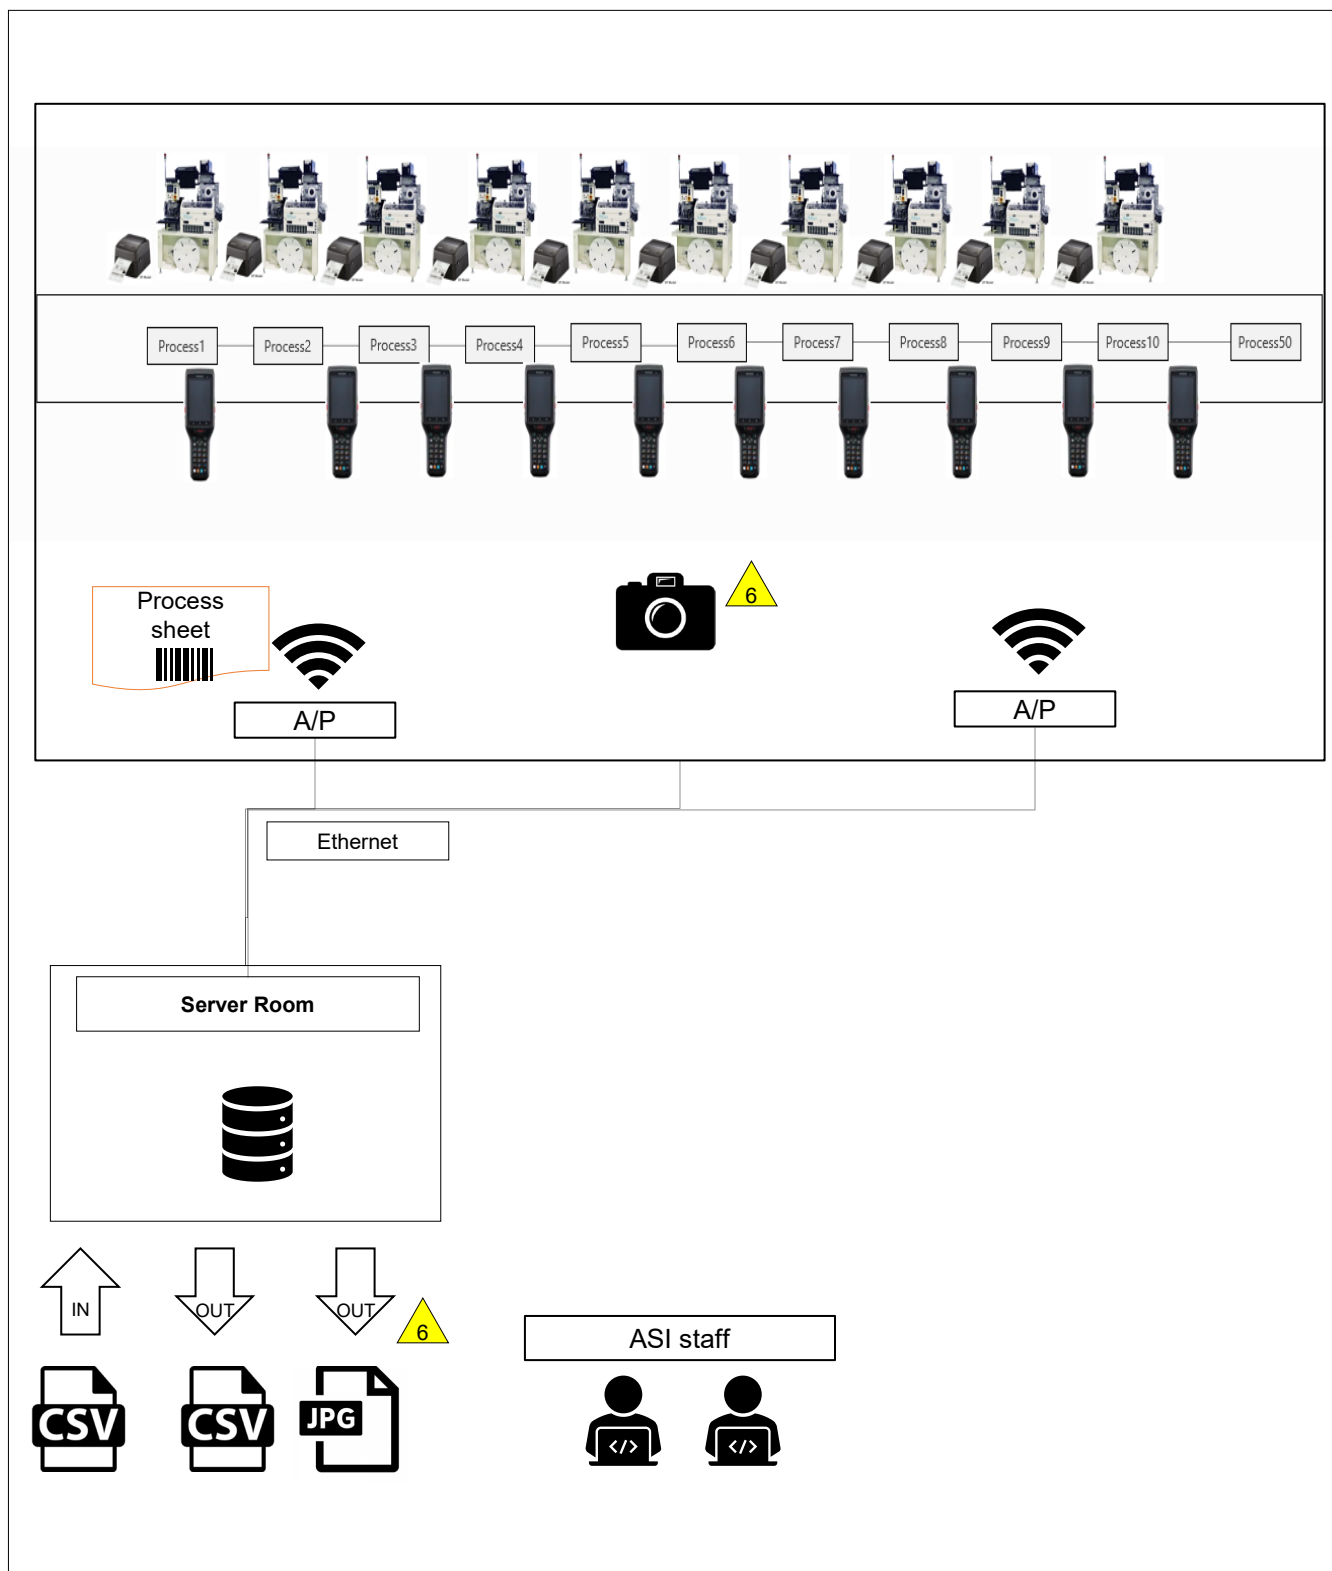 Process1
Process2
Process3
Process4
Process5
Process6
Process7
Process8
Process9
Process10
Process50
6
Process
sheet
A/P
A/P
Ethernet
Server Room
IN
OUT
OUT
6
CSV
CSV
JPG
ASI staff
</>
</>